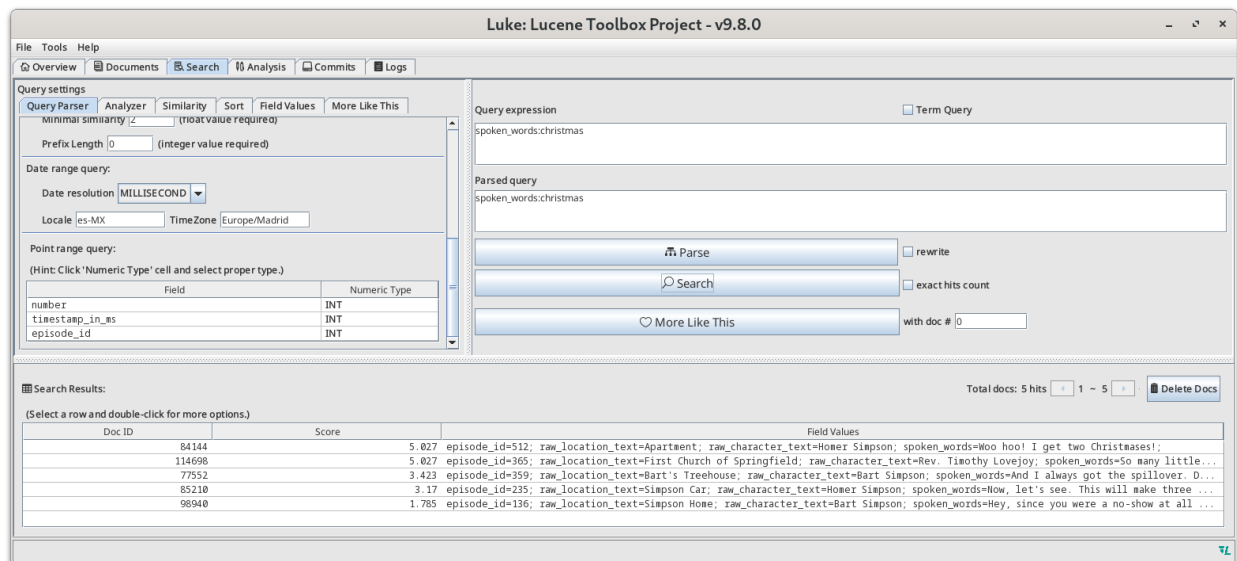 Luke: Lucene Toolbox Project - v9.8.0
File Tools Help
Overview Documents Search Analysis Commits Logs
Query settings
Query Parser Analyzer Similarity Sort Field Values More Like This
Minimal similarity 2 (float value required)
Prefix Length 0 (integer value required)
Date range query:
Date resolution MILLISECOND
Locale es-MX TimeZone Europe/Madrid
Point range query:
(Hint: Click 'Numeric Type' cell and select proper type.)
Field Numeric Type
number INT
timestamp_in_ms INT
episode_id INT
Query expression Term Query
spoken_words:christmas
Parsed query
spoken_words:christmas
Parse rewrite
Search exact hits count
More Like This with doc # 0
Search Results: Total docs: 5 hits 1 ~ 5 Delete Docs
(Select a row and double-click for more options.)
Doc ID Score Field Values
84144 5.027 episode_id=512; raw_location_text=Apartment; raw_character_text=Homer Simpson; spoken_words=Woo hoo! I get two Christmases!;
114698 5.027 episode_id=365; raw_location_text=First Church of Springfield; raw_character_text=Rev. Timothy Lovejoy; spoken_words=So many little...
77552 3.423 episode_id=359; raw_location_text=Bart's Treehouse; raw_character_text=Bart Simpson; spoken_words=And I always got the spillover. D...
85210 3.17 episode_id=235; raw_location_text=Simpson Car; raw_character_text=Homer Simpson; spoken_words=Now, let's see. This will make three ...
98940 1.785 episode_id=136; raw_location_text=Simpson Home; raw_character_text=Bart Simpson; spoken_words=Hey, since you were a no-show at all ...